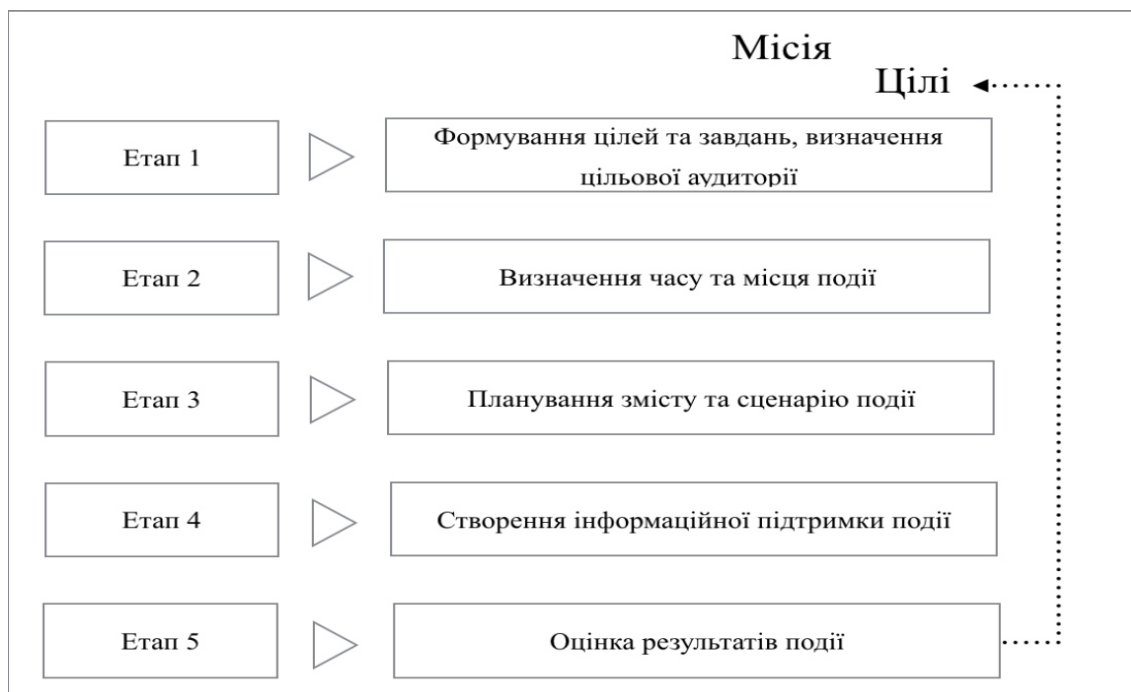 Місія
Цілі
Етап 1
Формування цілей та завдань, визначення
цільової аудиторії
Етап 2
Визначення часу та місця події
Етап 3
Планування змісту та сценарію події
Етап 4
Створення інформаційної підтримки події
Етап 5
Оцінка результатів події